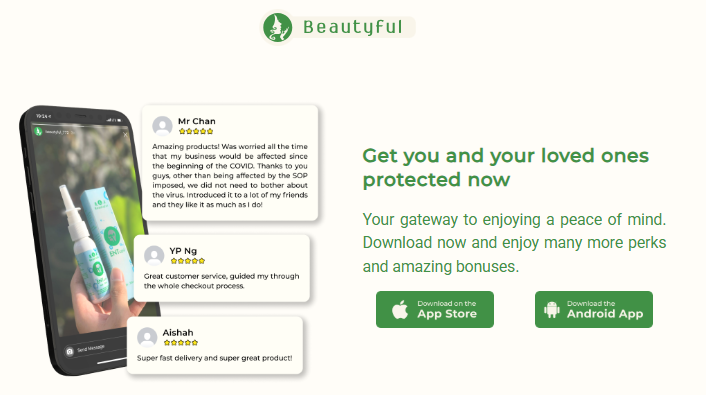 Beautyful
10:24
Mr Chan
Amazing products! Was worried all the time
that my business would be affected since
the beginning of the COVID. Thanks to you
guys, other than being affected by the SOP
imposed, we did not need to bother about
the virus. Introduced it to a lot of my friends
and they like it as much as I do!
YP Ng
Great customer service, guided my through
the whole checkout process.
Send Message
Aishah
Super fast delivery and super great product!
Get you and your loved ones
protected now
Your gateway to enjoying a peace of mind.
Download now and enjoy many more perks
and amazing bonuses.
Download on the
App Store
Download the
Android App